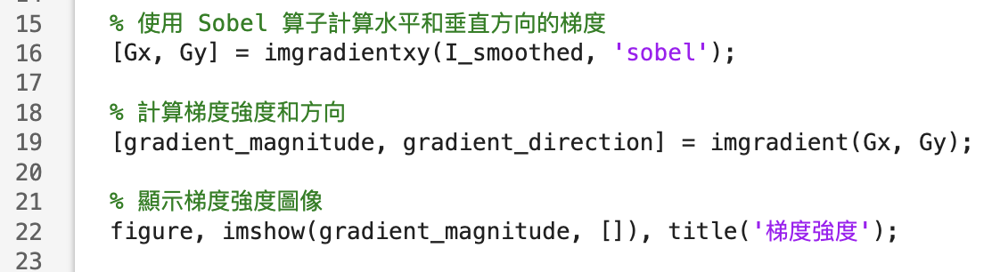 15 % 使用 Sobel 算子計算水平和垂直方向的梯度
16 [Gx, Gy] = imgradientxy(I_smoothed, 'sobel');
17
18 % 計算梯度強度和方向
19 [gradient_magnitude, gradient_direction] = imgradient(Gx, Gy);
20
21 % 顯示梯度強度圖像
22 figure, imshow(gradient_magnitude, []), title('梯度強度');
23